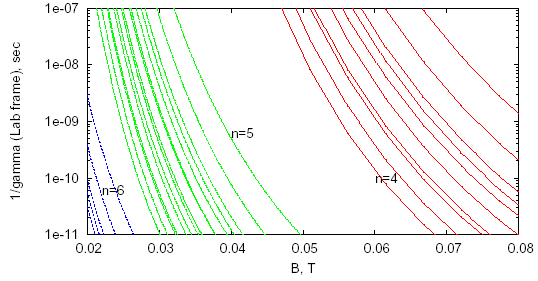 1/gamma (Lab frame), sec
1e-07
1e-08
1e-09
1e-10
1e-11
n=5
n=4
n=6
0.02 0.03 0.04 0.05 0.06 0.07 0.08
B, T